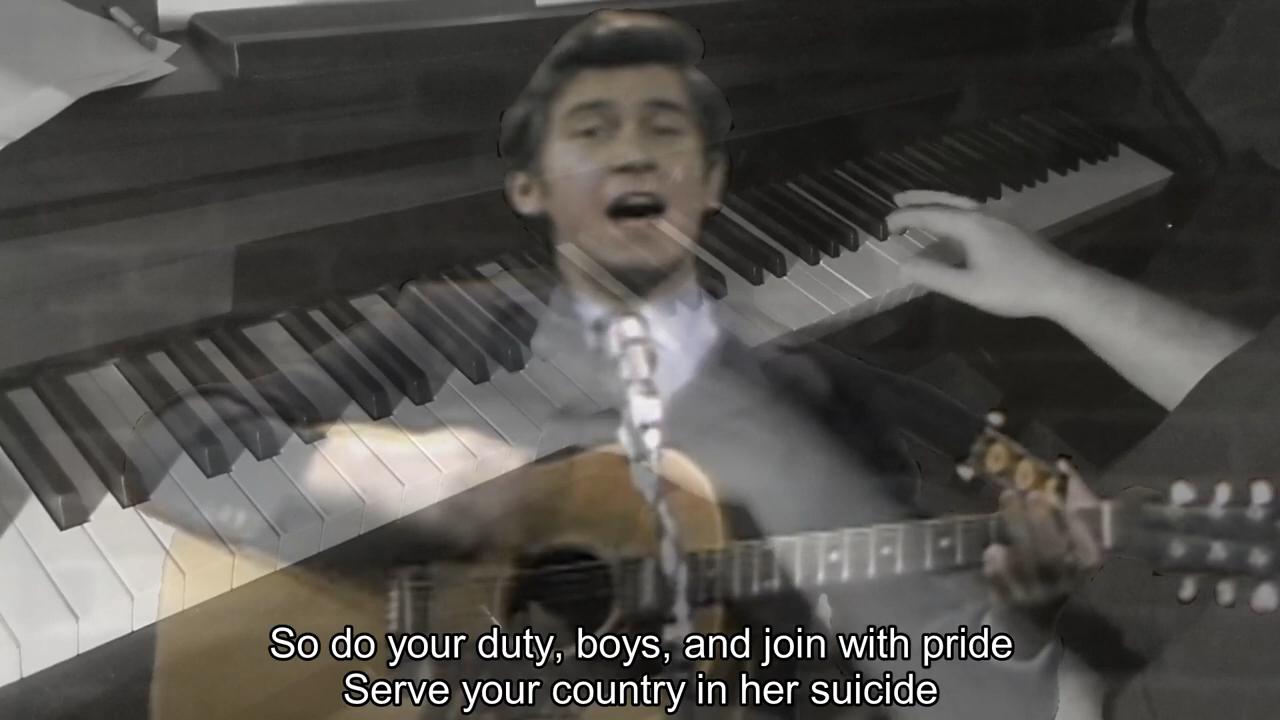 So do your duty, boys, and join with pride
Serve your country in her suicide